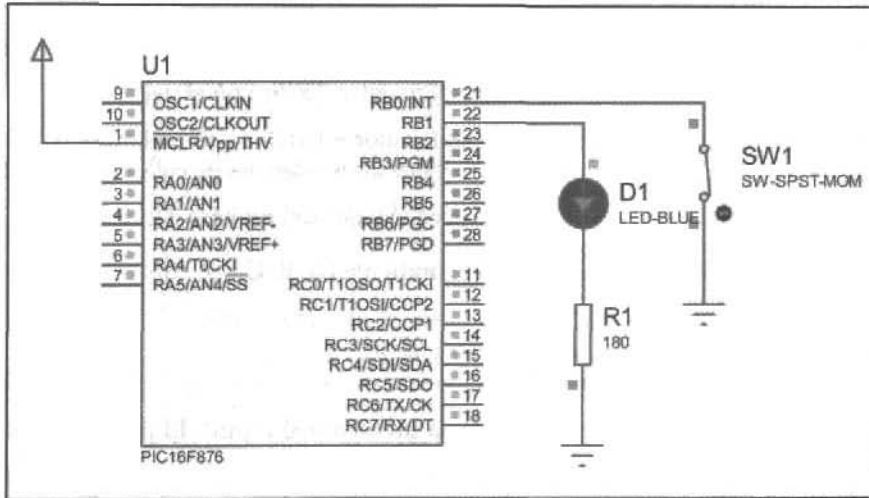 U1
9 OSC1/CLKIN RB0/INT 21
10 OSC2/CLKOUT RB1 22
1 MCLR/Vpp/THV RB2 23
RB3/PGM 24
2 RA0/AN0 RB4 25
3 RA1/AN1 RB5 26
4 RA2/AN2/VREF- RB6/PGC 27
5 RA3/AN3/VREF+ RB7/PGD 28
6 RA4/T0CKI
7 RA5/AN4/SS RC0/T1OSO/T1CKI 11
RC1/T1OSI/CCP2 12
RC2/CCP1 13
RC3/SCK/SCL 14
RC4/SDI/SDA 15
RC5/SDO 16
RC6/TX/CK 17
RC7/RX/DT 18
PIC16F876
D1
LED-BLUE
R1
180
SW1
SW-SPST-MOM